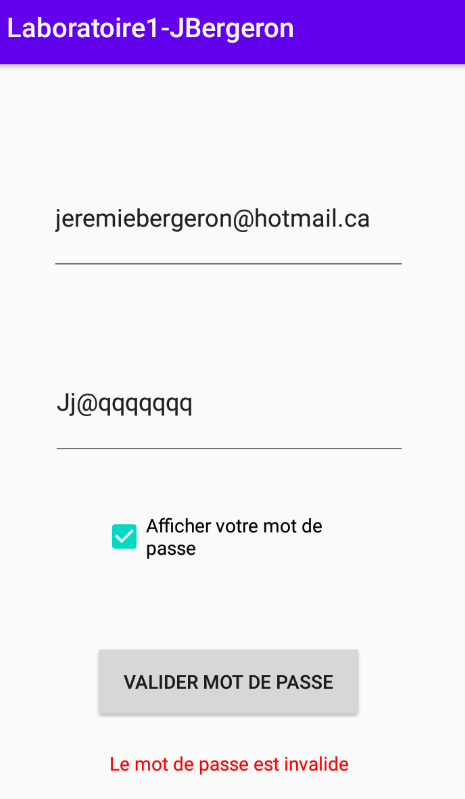 Laboratoire1-JBergeron
jeremiebergeron@hotmail.ca
Jj@qqqqqqq
Afficher votre mot de
passe
VALIDER MOT DE PASSE
Le mot de passe est invalide